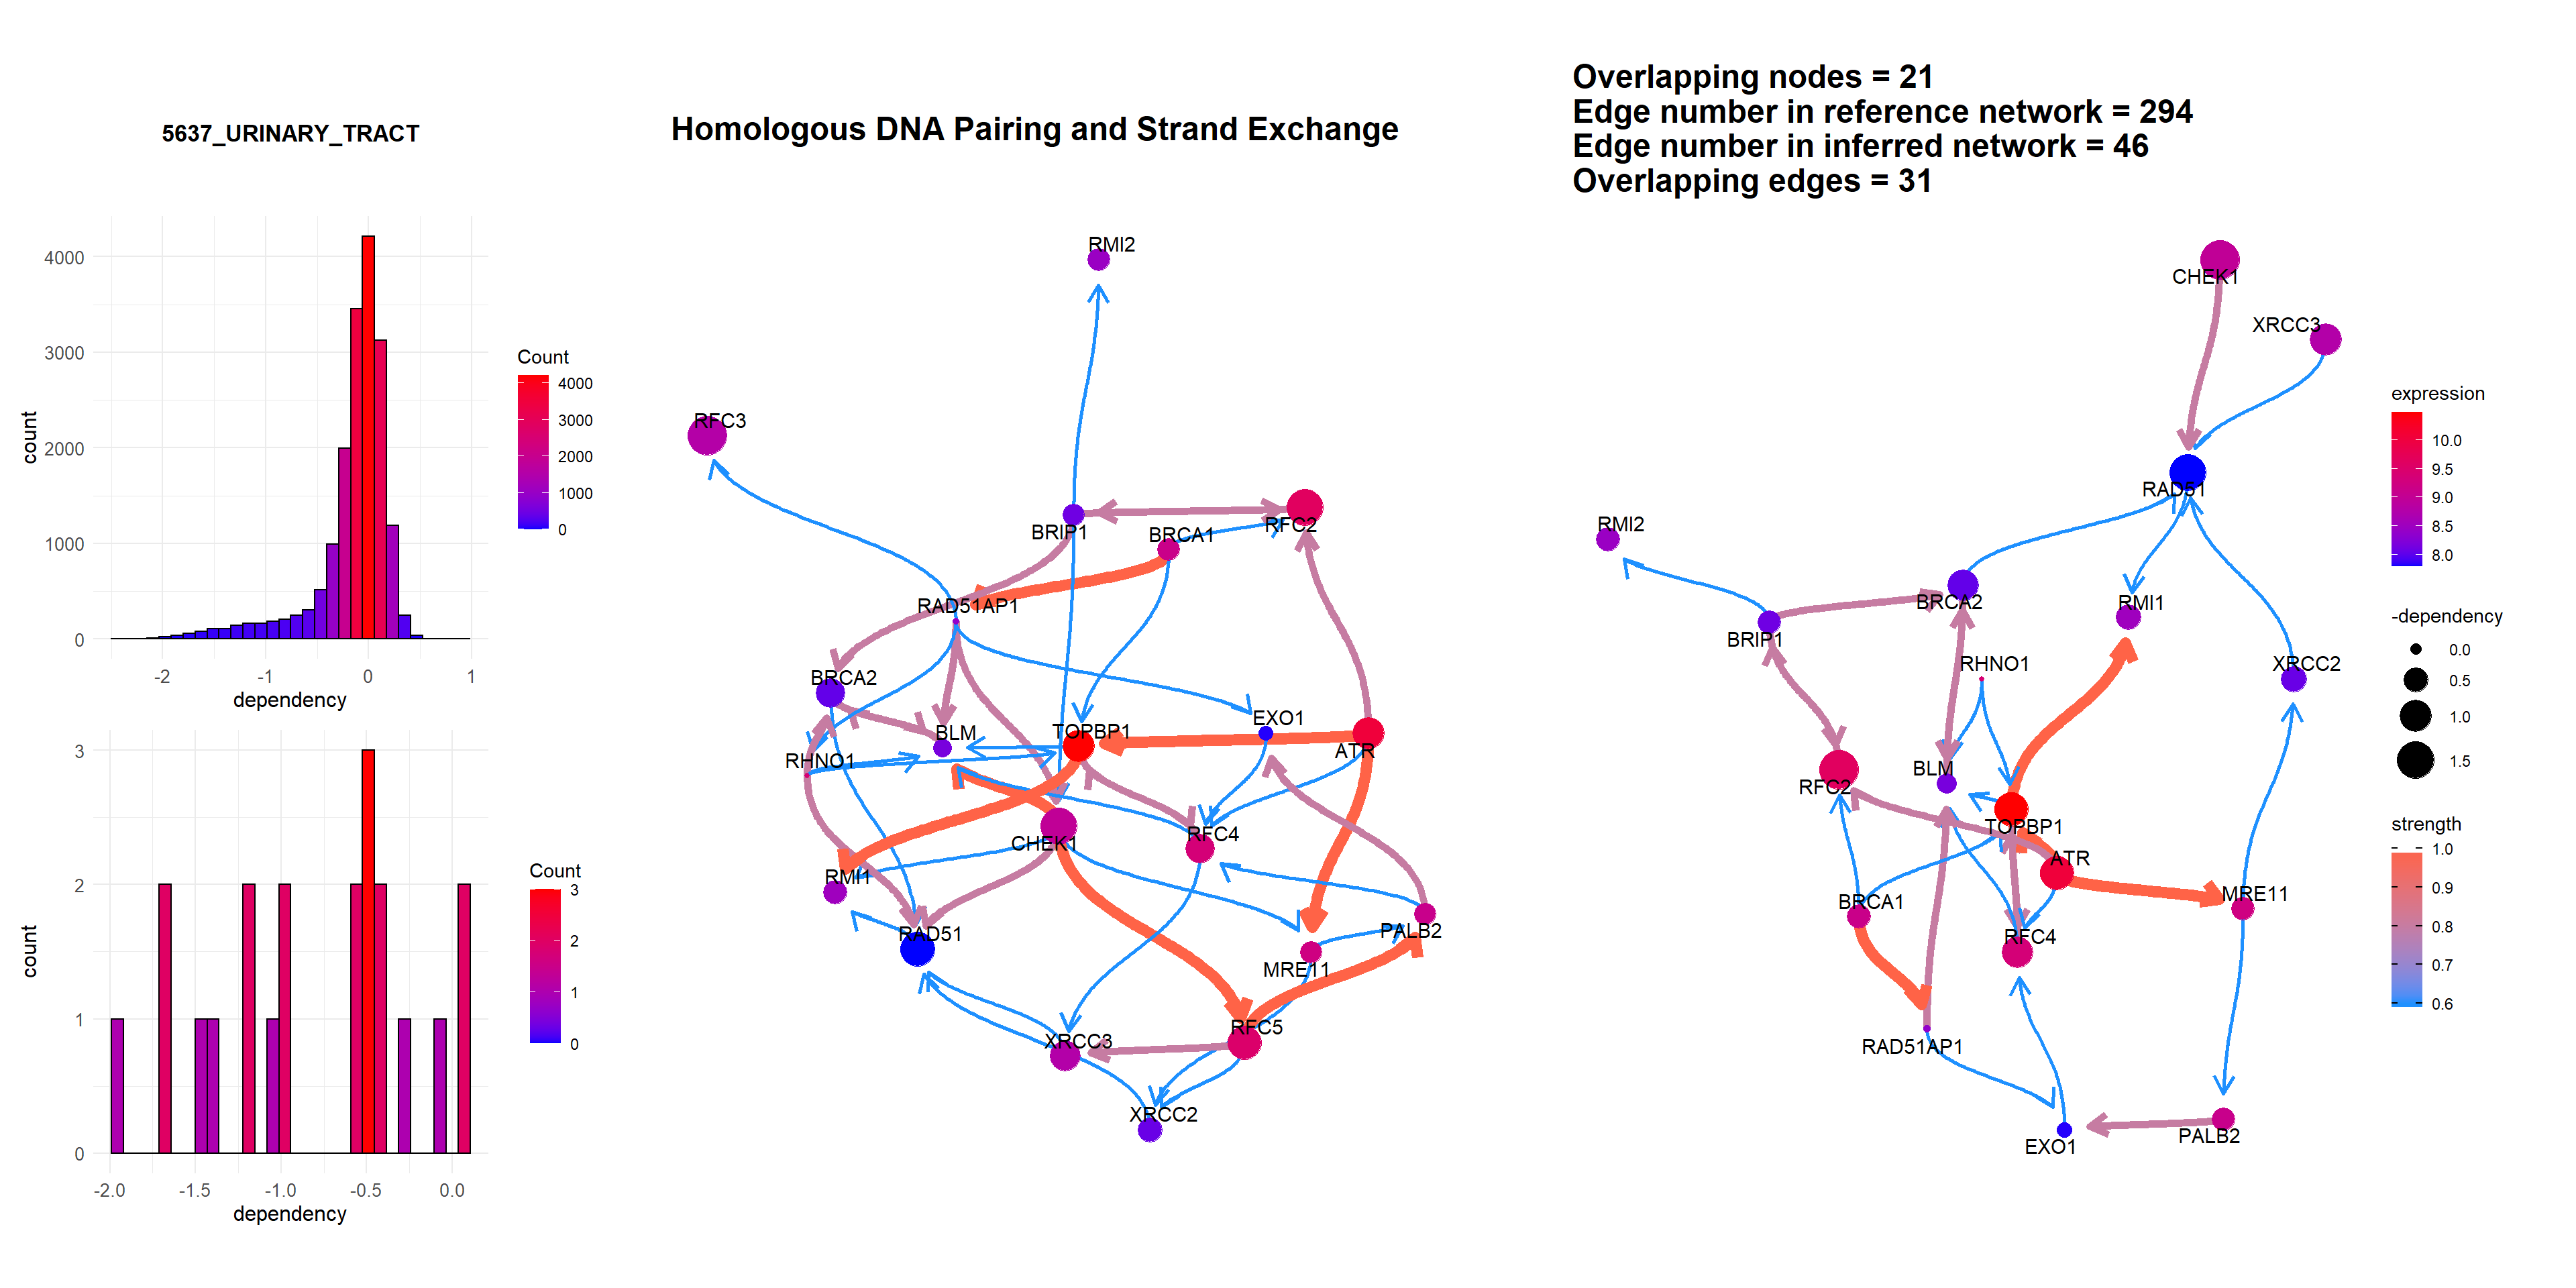 5637_URINARY_TRACT
4000
3000
2000
1000
0
count
-2
-1
0
1
dependency
Count
4000
3000
2000
1000
0
3
2
1
0
count
-2.0
-1.5
-1.0
-0.5
0.0
dependency
Count
3
2
1
0
Homologous DNA Pairing and Strand Exchange
RMI2
RFC3
BRIP1
BRCA1
RFC2
RAD51AP1
BRCA2
BLM
TOPBP1
EXO1
ATR
RHNO1
CHEK1
RFC4
RMI1
RAD51
PALB2
MRE11
RFC5
XRCC3
XRCC2
Overlapping nodes = 21
Edge number in reference network = 294
Edge number in inferred network = 46
Overlapping edges = 31
CHEK1
XRCC3
RAD51
RMI2
BRCA2
RMI1
BRIP1
RHNO1
XRCC2
BLM
RFC2
TOPBP1
ATR
BRCA1
MRE11
RFC4
RAD51AP1
EXO1
PALB2
expression
10.0
9.5
9.0
8.5
8.0
-dependency
0.0
0.5
1.0
1.5
strength
1.0
0.9
0.8
0.7
0.6